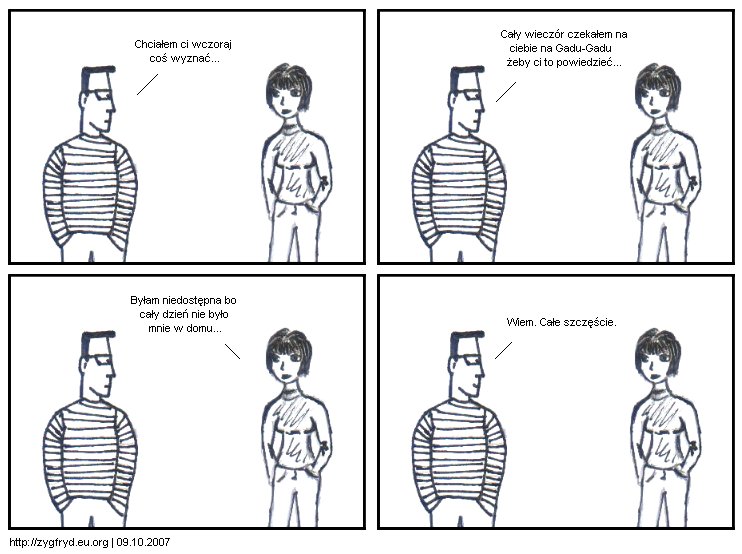 Chciałem ci wczoraj
coś wyznać...
Cały wieczór czekałem na
ciebie na Gadu-Gadu
żeby ci to powiedzieć...
Byłam niedostępna bo
cały dzień nie było
mnie w domu...
Wiem. Całe szczęście.
http://zygfryd.eu.org | 09.10.2007